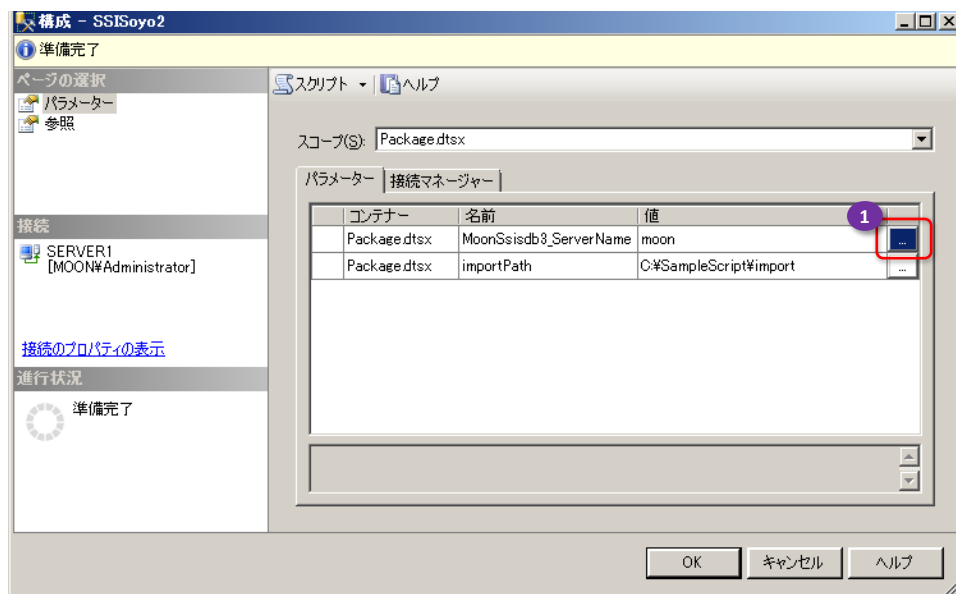 構成 - SSISoyo2
準備完了
ページの選択
パラメーター
参照
接続
SERVER1
[MOON¥Administrator]
接続のプロパティの表示
進行状況
準備完了
スクリプト ヘルプ
スコープ(S): Package.dtsx
パラメーター 接続マネージャー
コンテナー 名前 値
1
Package.dtsx MoonSsisdb3_ServerName moon ...
Package.dtsx importPath C:¥SampleScript¥import ...
OK キャンセル ヘルプ